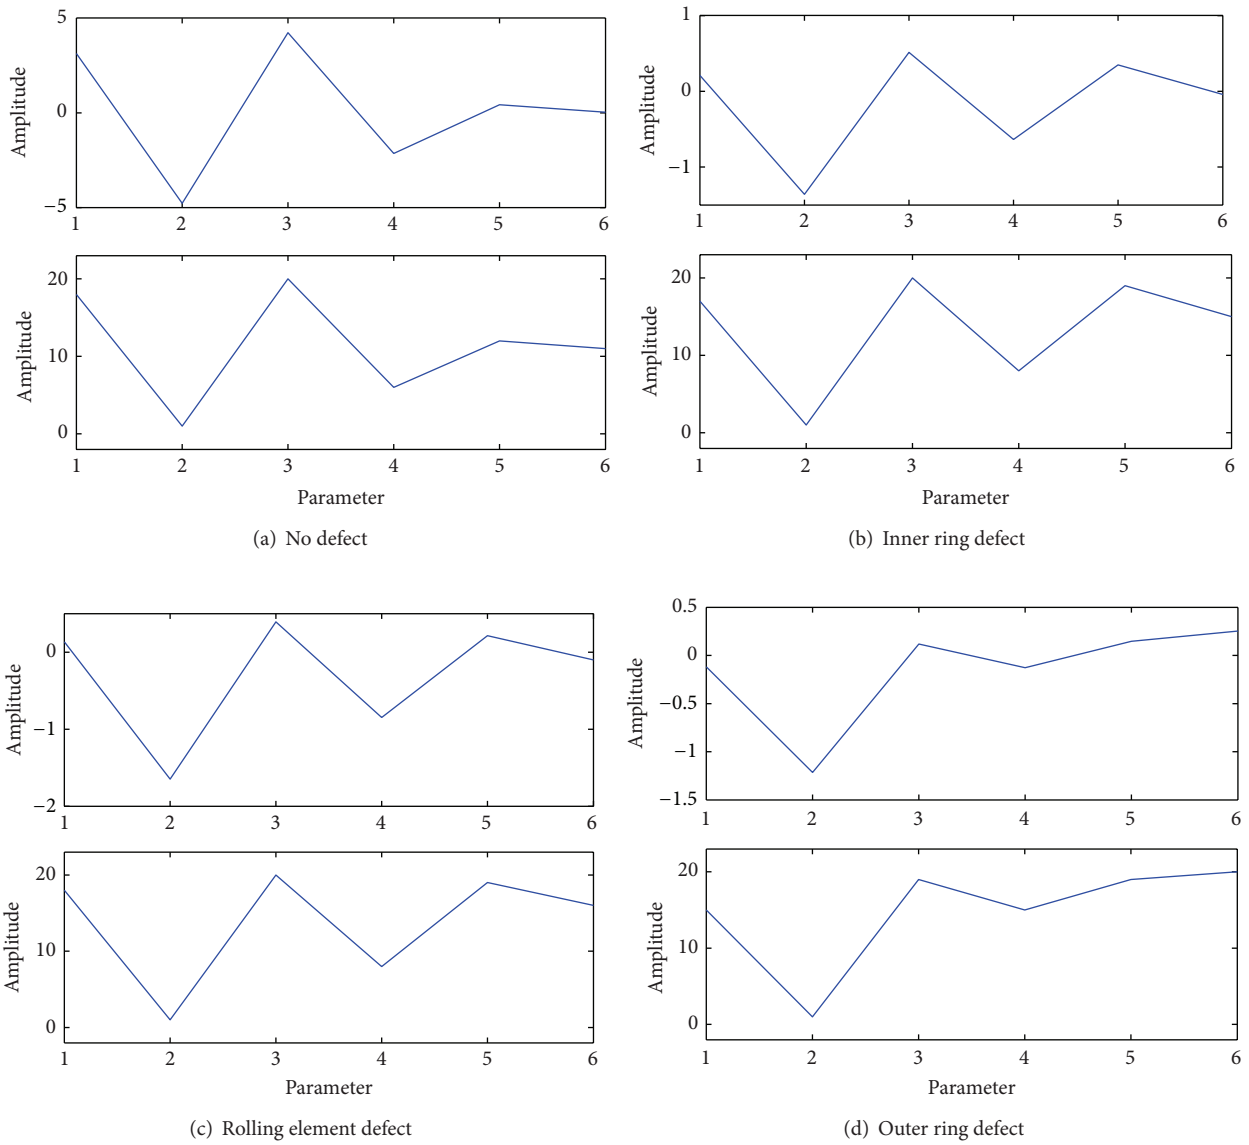 5
0
−5
Amplitude
1 2 3 4 5 6
20
10
0
Amplitude
1 2 3 4 5 6
Parameter
(a) No defect
1
0
−1
Amplitude
1 2 3 4 5 6
20
10
0
Amplitude
1 2 3 4 5 6
Parameter
(b) Inner ring defect
0
−1
−2
Amplitude
1 2 3 4 5 6
20
10
0
Amplitude
1 2 3 4 5 6
Parameter
(c) Rolling element defect
0.5
0
−0.5
−1
−1.5
Amplitude
1 2 3 4 5 6
20
10
0
Amplitude
1 2 3 4 5 6
Parameter
(d) Outer ring defect